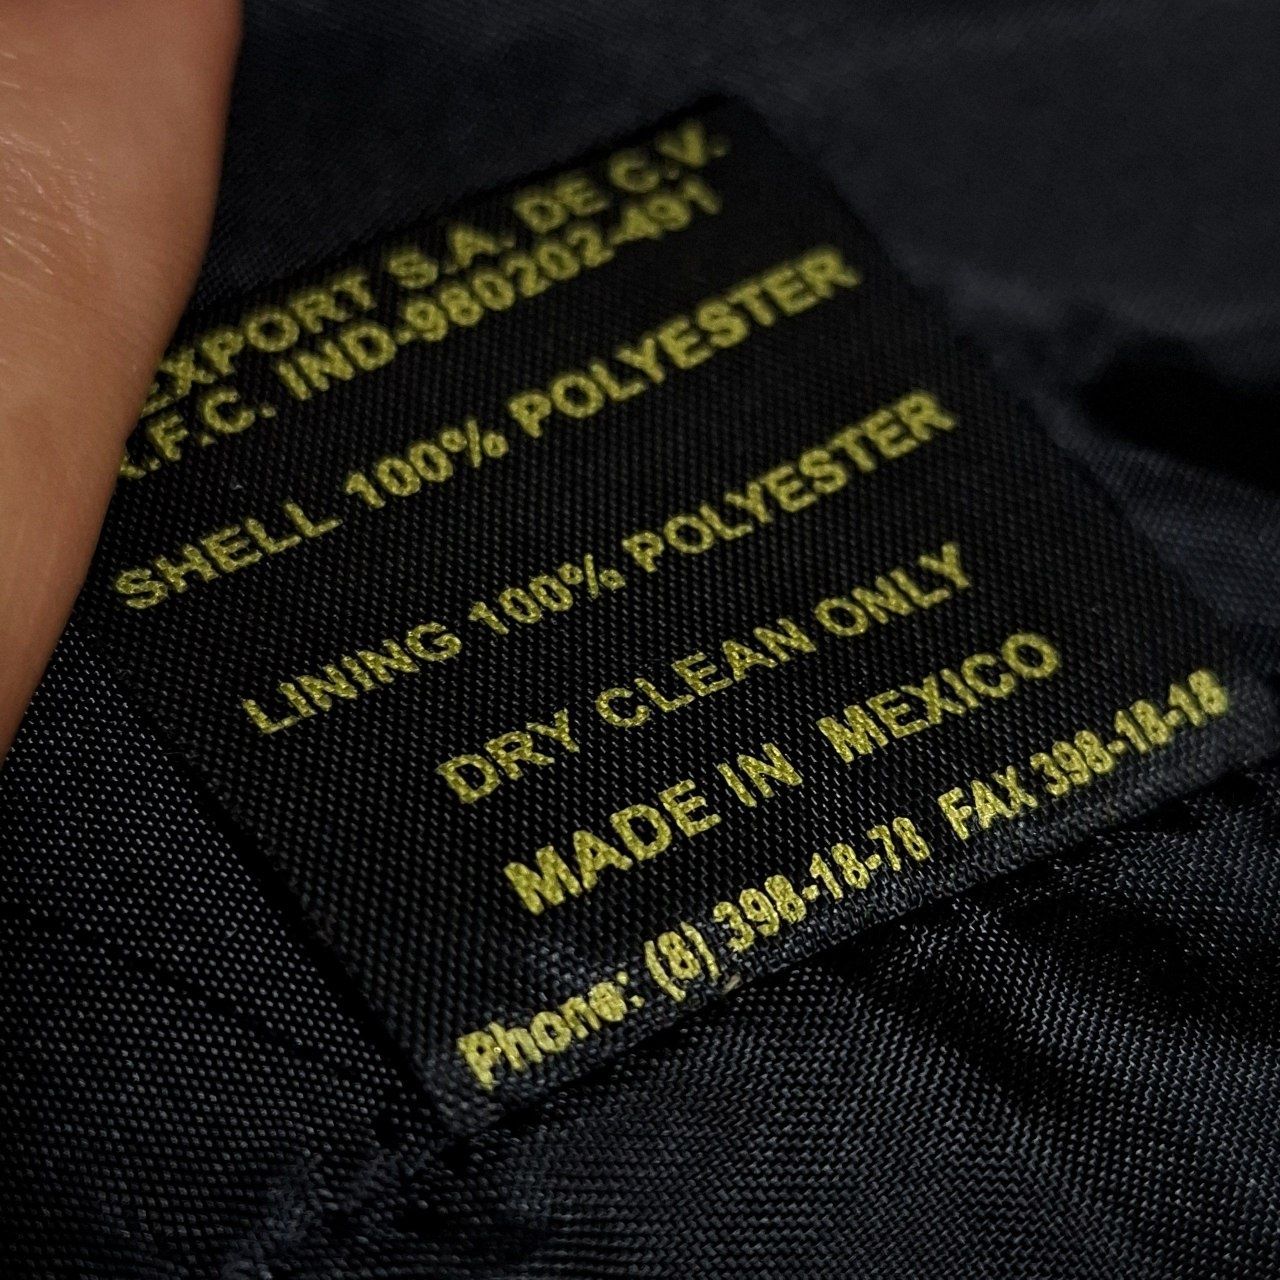 EXPORT S.A. DE C.V.
R.F.C. IND-980202-491
SHELL 100% POLYESTER
LINING 100% POLYESTER
DRY CLEAN ONLY
MADE IN MEXICO
Phone: (8) 398-18-78 FAX 398-18-18